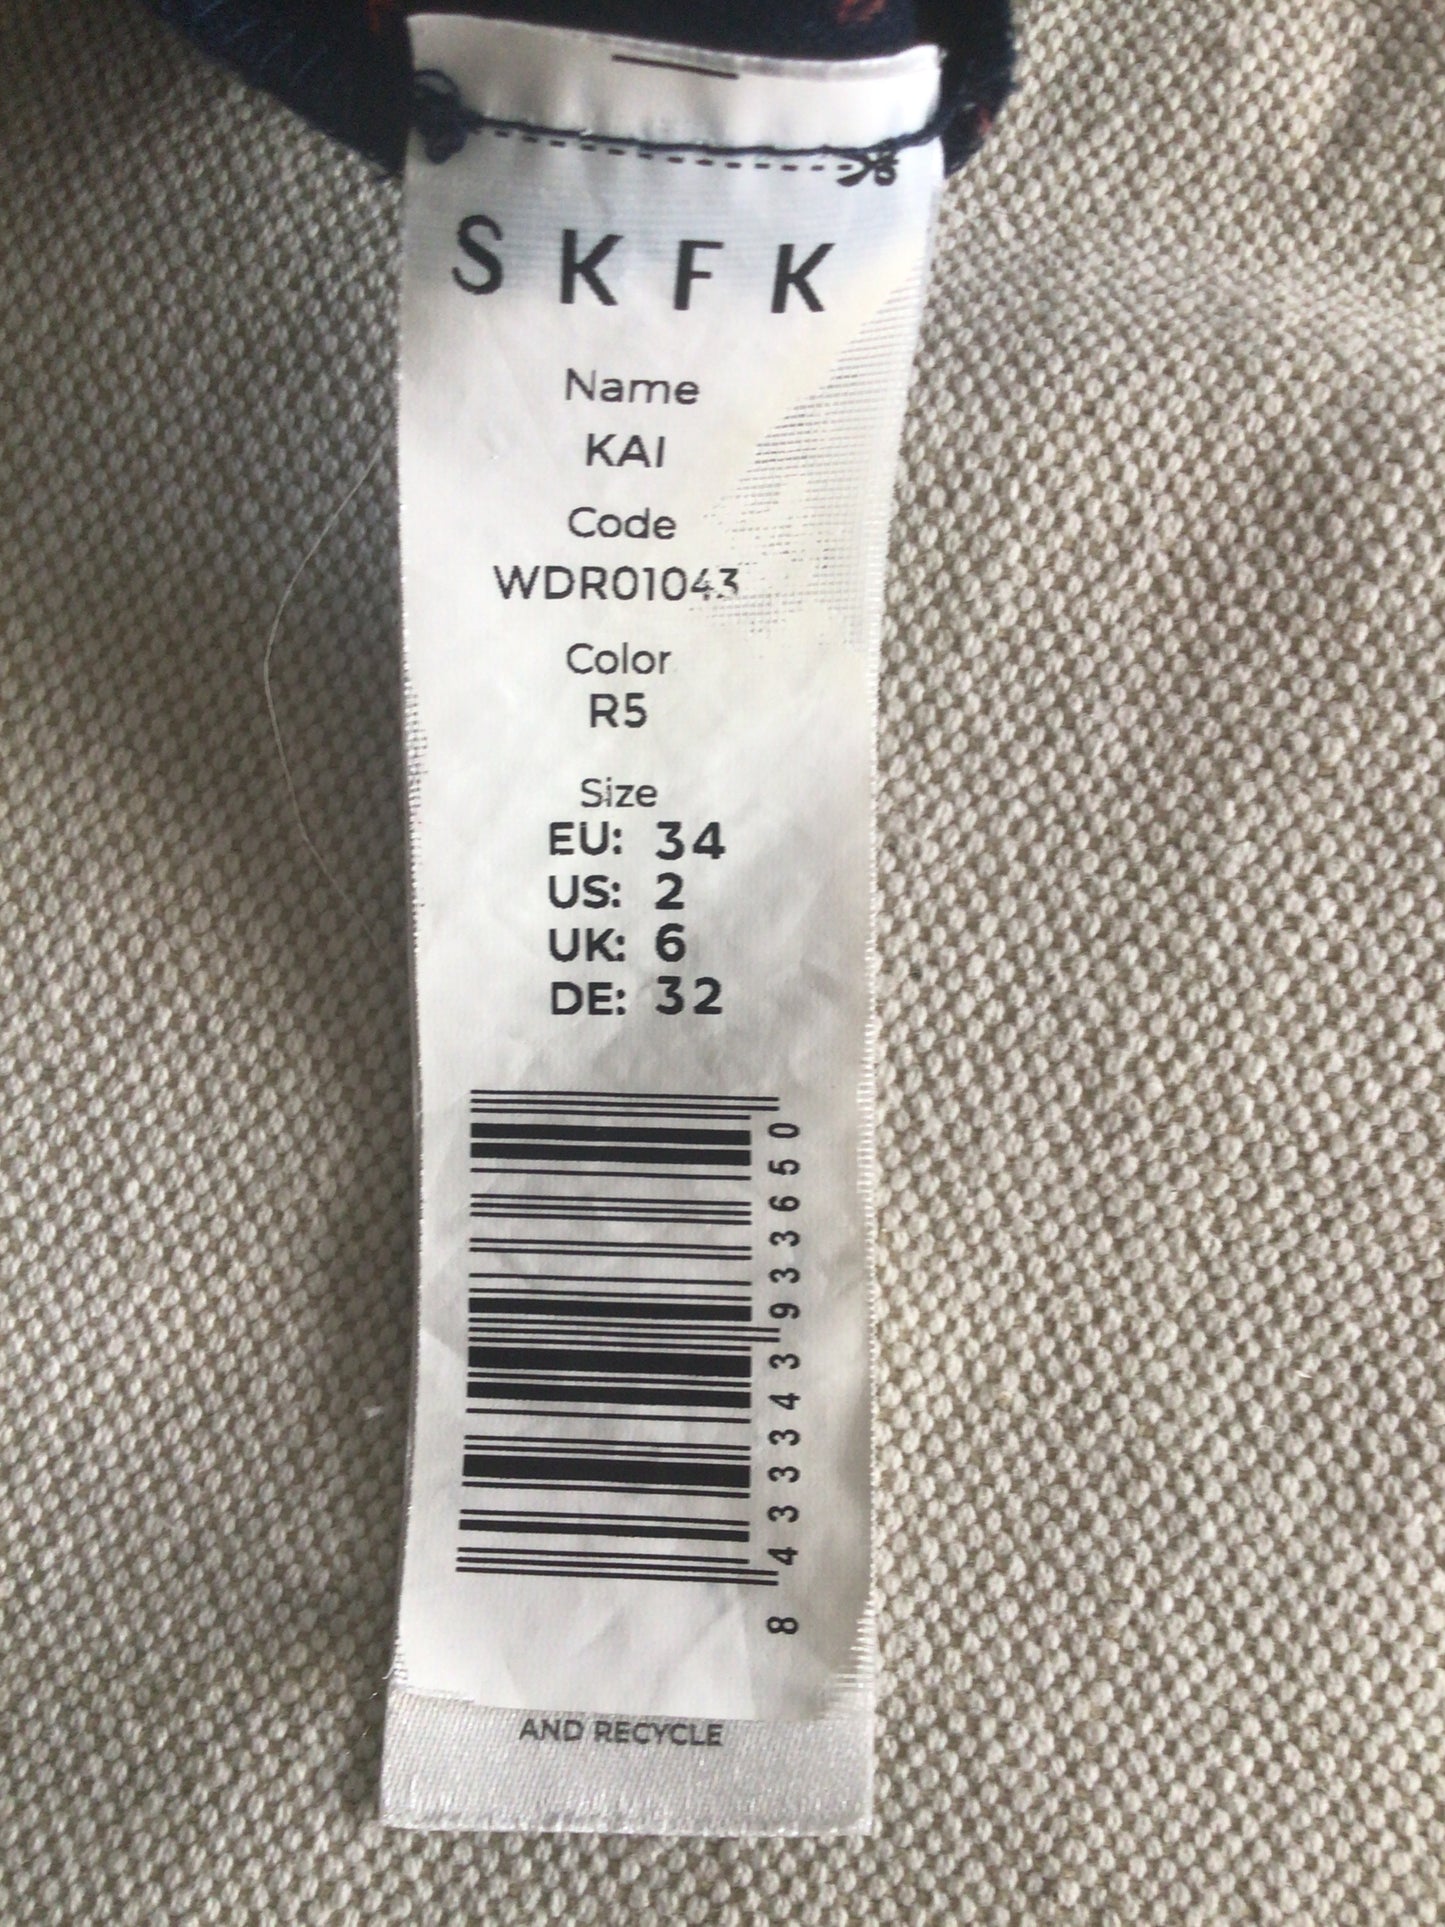 SKFK
Name
KAI
Code
WDR01043
Color
R5
Size
EU: 34
US: 2
UK: 6
DE: 32
8 433343 933650
AND RECYCLE